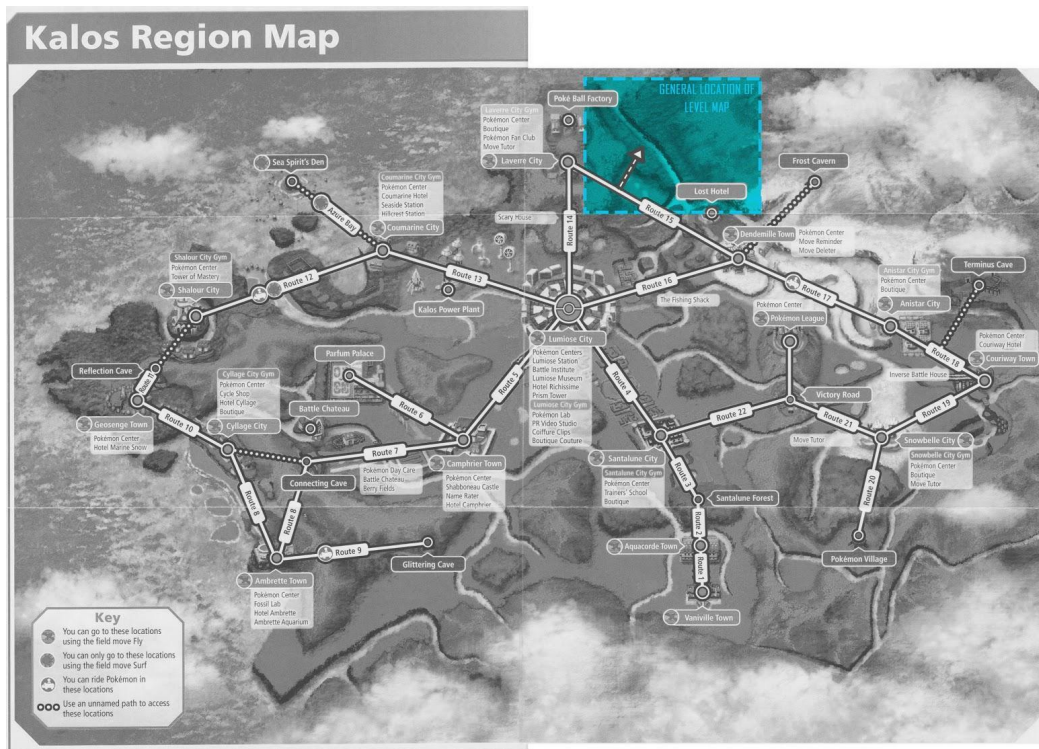 Kalos Region Map
GENERAL LOCATION OF
LEVEL MAP
Poké Ball Factory
Laverre City Gym
Pokémon Center
Boutique
Pokémon Fan Club
Move Tutor
Laverre City
Sea Spirit's Den
Azure Bay
Coumarine City Gym
Pokémon Center
Coumarine Hotel
Seaside Station
Hillcrest Station
Coumarine City
Scary House
Route 14
Route 15
Lost Hotel
Frost Cavern
Dendemille Town
Pokémon Center
Move Reminder
Move Deleter
Shalour City Gym
Pokémon Center
Tower of Mastery
Shalour City
Route 12
Route 13
Kalos Power Plant
Route 16
The Fishing Shack
Route 17
Anistar City Gym
Pokémon Center
Boutique
Anistar City
Terminus Cave
Pokémon Center
Pokémon League
Route 18
Pokémon Center
Couriway Hotel
Couriway Town
Inverse Battle House
Lumiose City
Pokémon Centers
Lumiose Station
Battle Institute
Lumiose Museum
Hotel Richissime
Prism Tower
Lumiose City Gym
Pokémon Lab
PR Video Studio
Coiffure Clips
Boutique Couture
Parfum Palace
Route 5
Route 4
Reflection Cave
Route 11
Cyllage City Gym
Pokémon Center
Cycle Shop
Hotel Cyllage
Boutique
Cyllage City
Battle Chateau
Route 6
Route 22
Victory Road
Route 21
Route 19
Geosenge Town
Pokémon Center
Hotel Marine Snow
Route 10
Route 7
Pokémon Day Care
Battle Chateau
Berry Fields
Camphrier Town
Pokémon Center
Shabboneau Castle
Name Rater
Hotel Camphrier
Move Tutor
Snowbelle City
Snowbelle City Gym
Pokémon Center
Boutique
Move Tutor
Santalune City
Santalune City Gym
Pokémon Center
Trainers' School
Boutique
Route 3
Santalune Forest
Connecting Cave
Route 8
Route 8
Route 9
Glittering Cave
Route 2
Aquacorde Town
Route 1
Vaniville Town
Route 20
Pokémon Village
Ambrette Town
Pokémon Center
Fossil Lab
Hotel Ambrette
Ambrette Aquarium
Key
You can go to these locations
using the field move Fly
You can only go to these locations
using the field move Surf
You can ride Pokémon in
these locations
Use an unnamed path to access
these locations